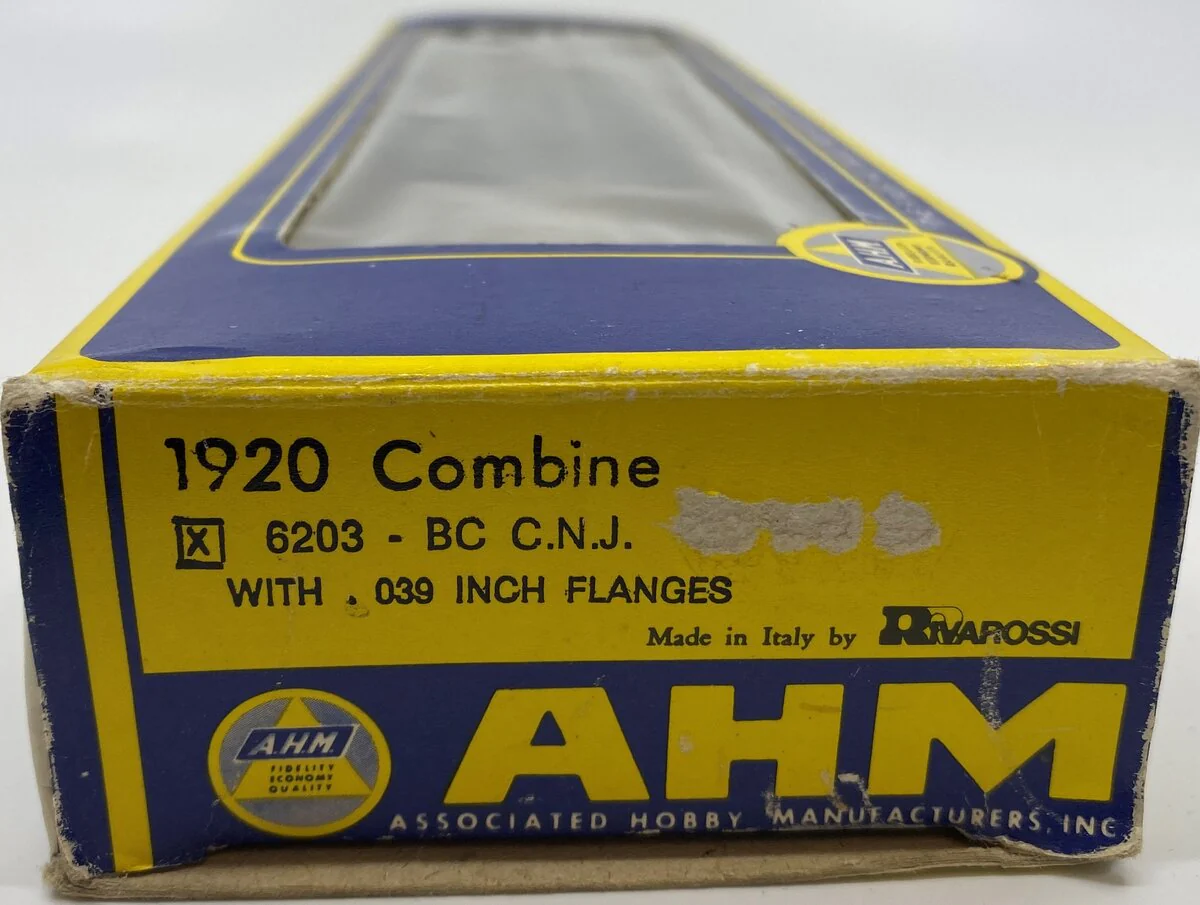 A.H.M.
1920 Combine
X 6203 - BC C.N.J.
WITH .039 INCH FLANGES
Made in Italy by RIVAROSSI
A.H.M.
FIDELITY
ECONOMY
QUALITY
AHM
ASSOCIATED HOBBY MANUFACTURERS, INC